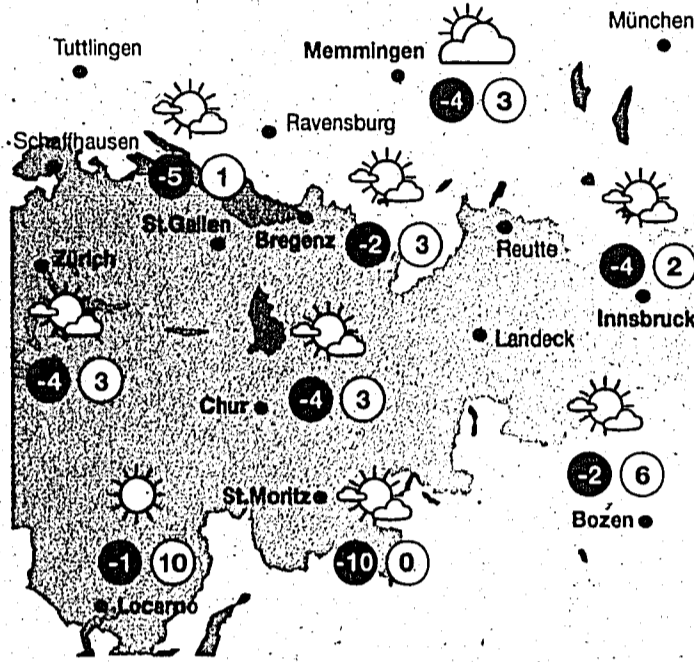 München
Tuttlingen
Memmingen
-4 3
Ravensburg
Schaffhausen
-5 1
St.Gallen
Bregenz
-2 3
Reutte
-4 2
Zürich
Innsbruck
Landeck
-4 3
Chur
-4 3
-2 6
St.Moritz
Bozen
-1 10
-10 0
Locarno